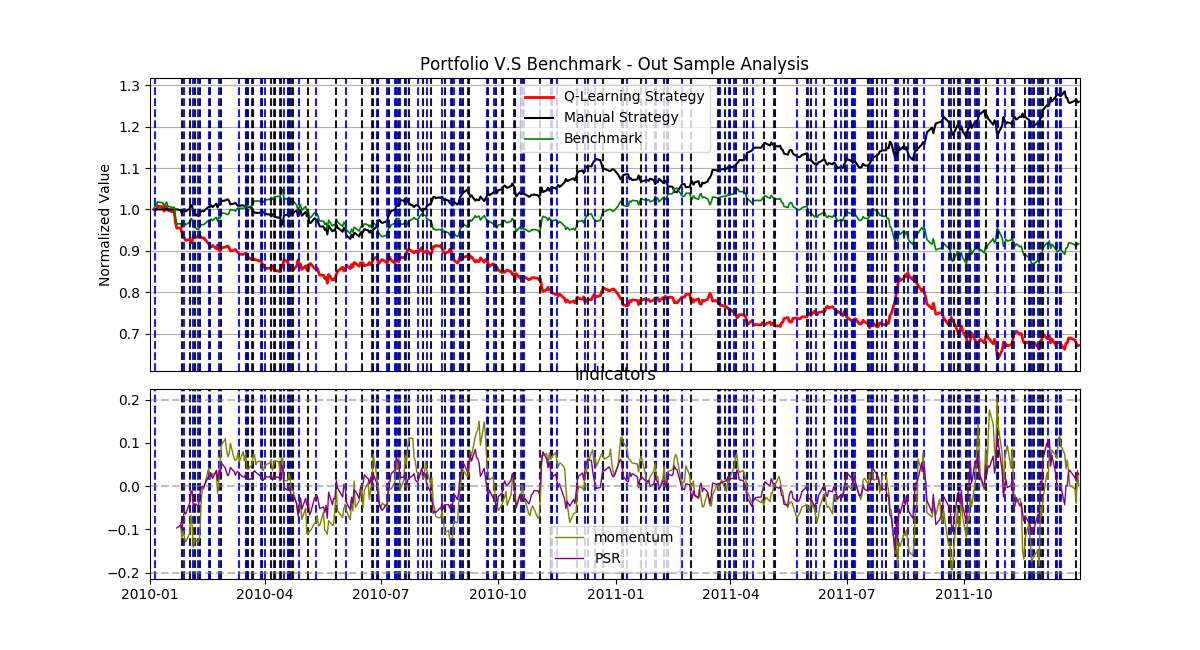 Portfolio V.S Benchmark - Out Sample Analysis
Normalized Value
1.3
1.2
1.1
1.0
0.9
0.8
0.7
Q-Learning Strategy
Manual Strategy
Benchmark
Indicators
0.2
0.1
0.0
−0.1
−0.2
momentum
PSR
2010-01 2010-04 2010-07 2010-10 2011-01 2011-04 2011-07 2011-10